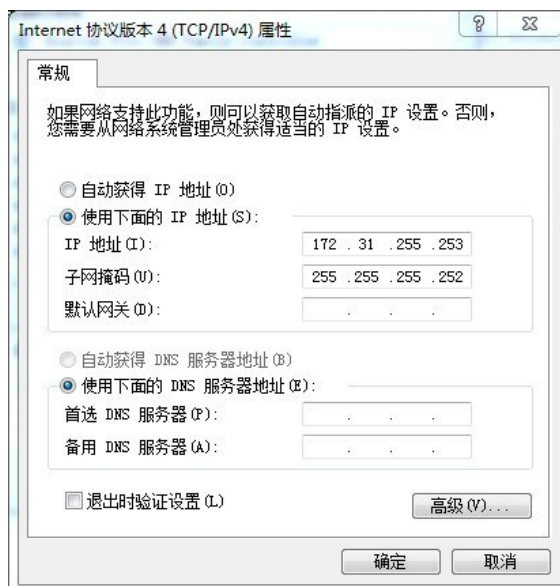 Internet 协议版本 4 (TCP/IPv4) 属性
常规
如果网络支持此功能，则可以获取自动指派的 IP 设置。否则，
您需要从网络系统管理员处获得适当的 IP 设置。
自动获得 IP 地址(O)
使用下面的 IP 地址(S):
IP 地址(I): 172 . 31 . 255 . 253
子网掩码(U): 255 . 255 . 255 . 252
默认网关(D): . . .
自动获得 DNS 服务器地址(B)
使用下面的 DNS 服务器地址(E):
首选 DNS 服务器(P): . . .
备用 DNS 服务器(A): . . .
退出时验证设置(L)
高级(V)...
确定 取消